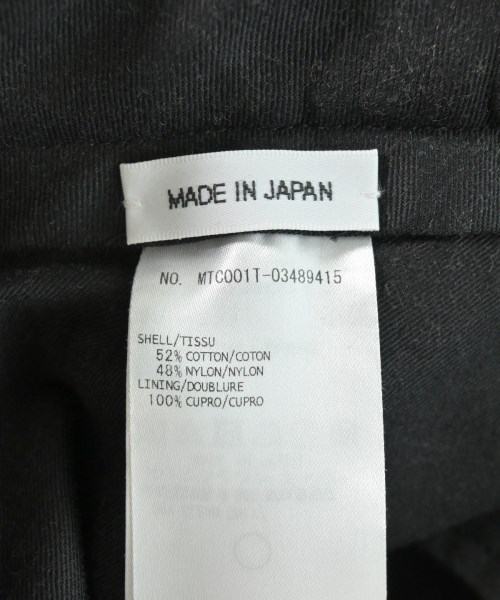 MADE IN JAPAN
NO. MTC001T-03489415
SHELL/TISSU
52% COTTON/COTON
48% NYLON/NYLON
LINING/DOUBLURE
100% CUPRO/CUPRO